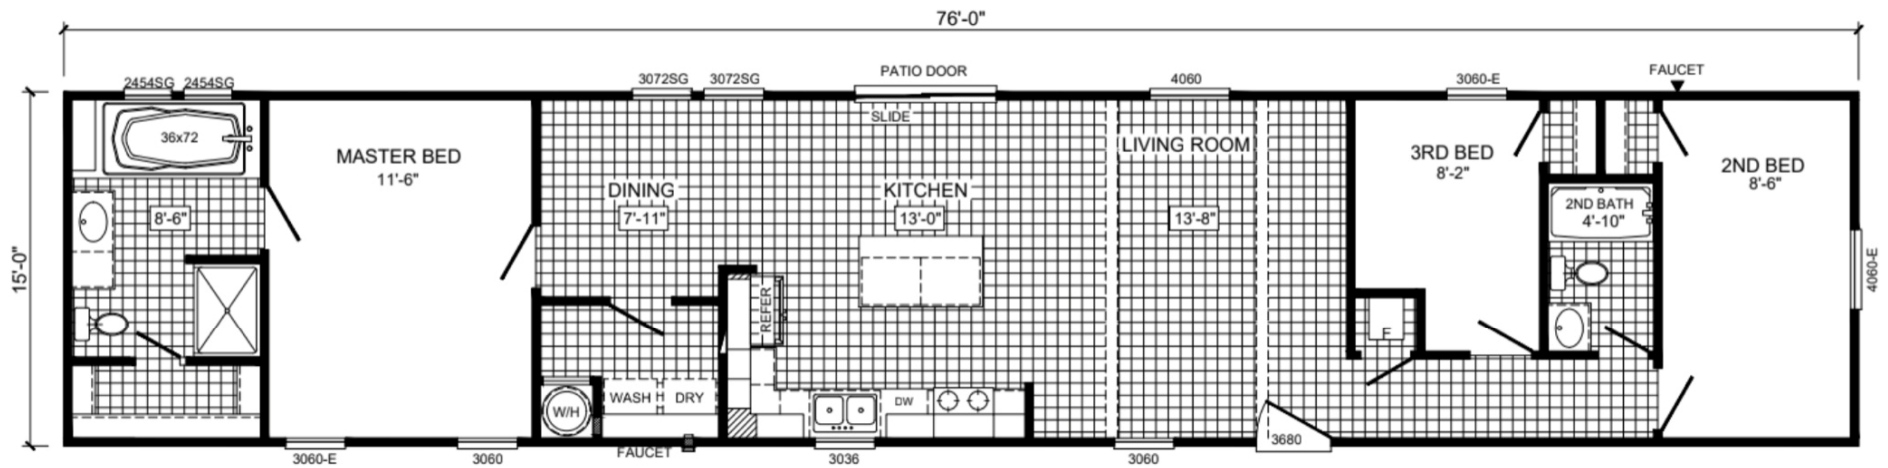 76'-0"
2454SG 2454SG 3072SG 3072SG PATIO DOOR 4060 3060-E FAUCET
SLIDE
36x72
MASTER BED
11'-6"
LIVING ROOM
3RD BED
8'-2"
2ND BED
8'-6"
DINING
7'-11"
KITCHEN
13'-0"
13'-8"
8'-6"
2ND BATH
4'-10"
15'-0"
4060-E
REFER
F
WASH DRY
DW
W/H
3680
FAUCET
3060-E 3060 3036 3060